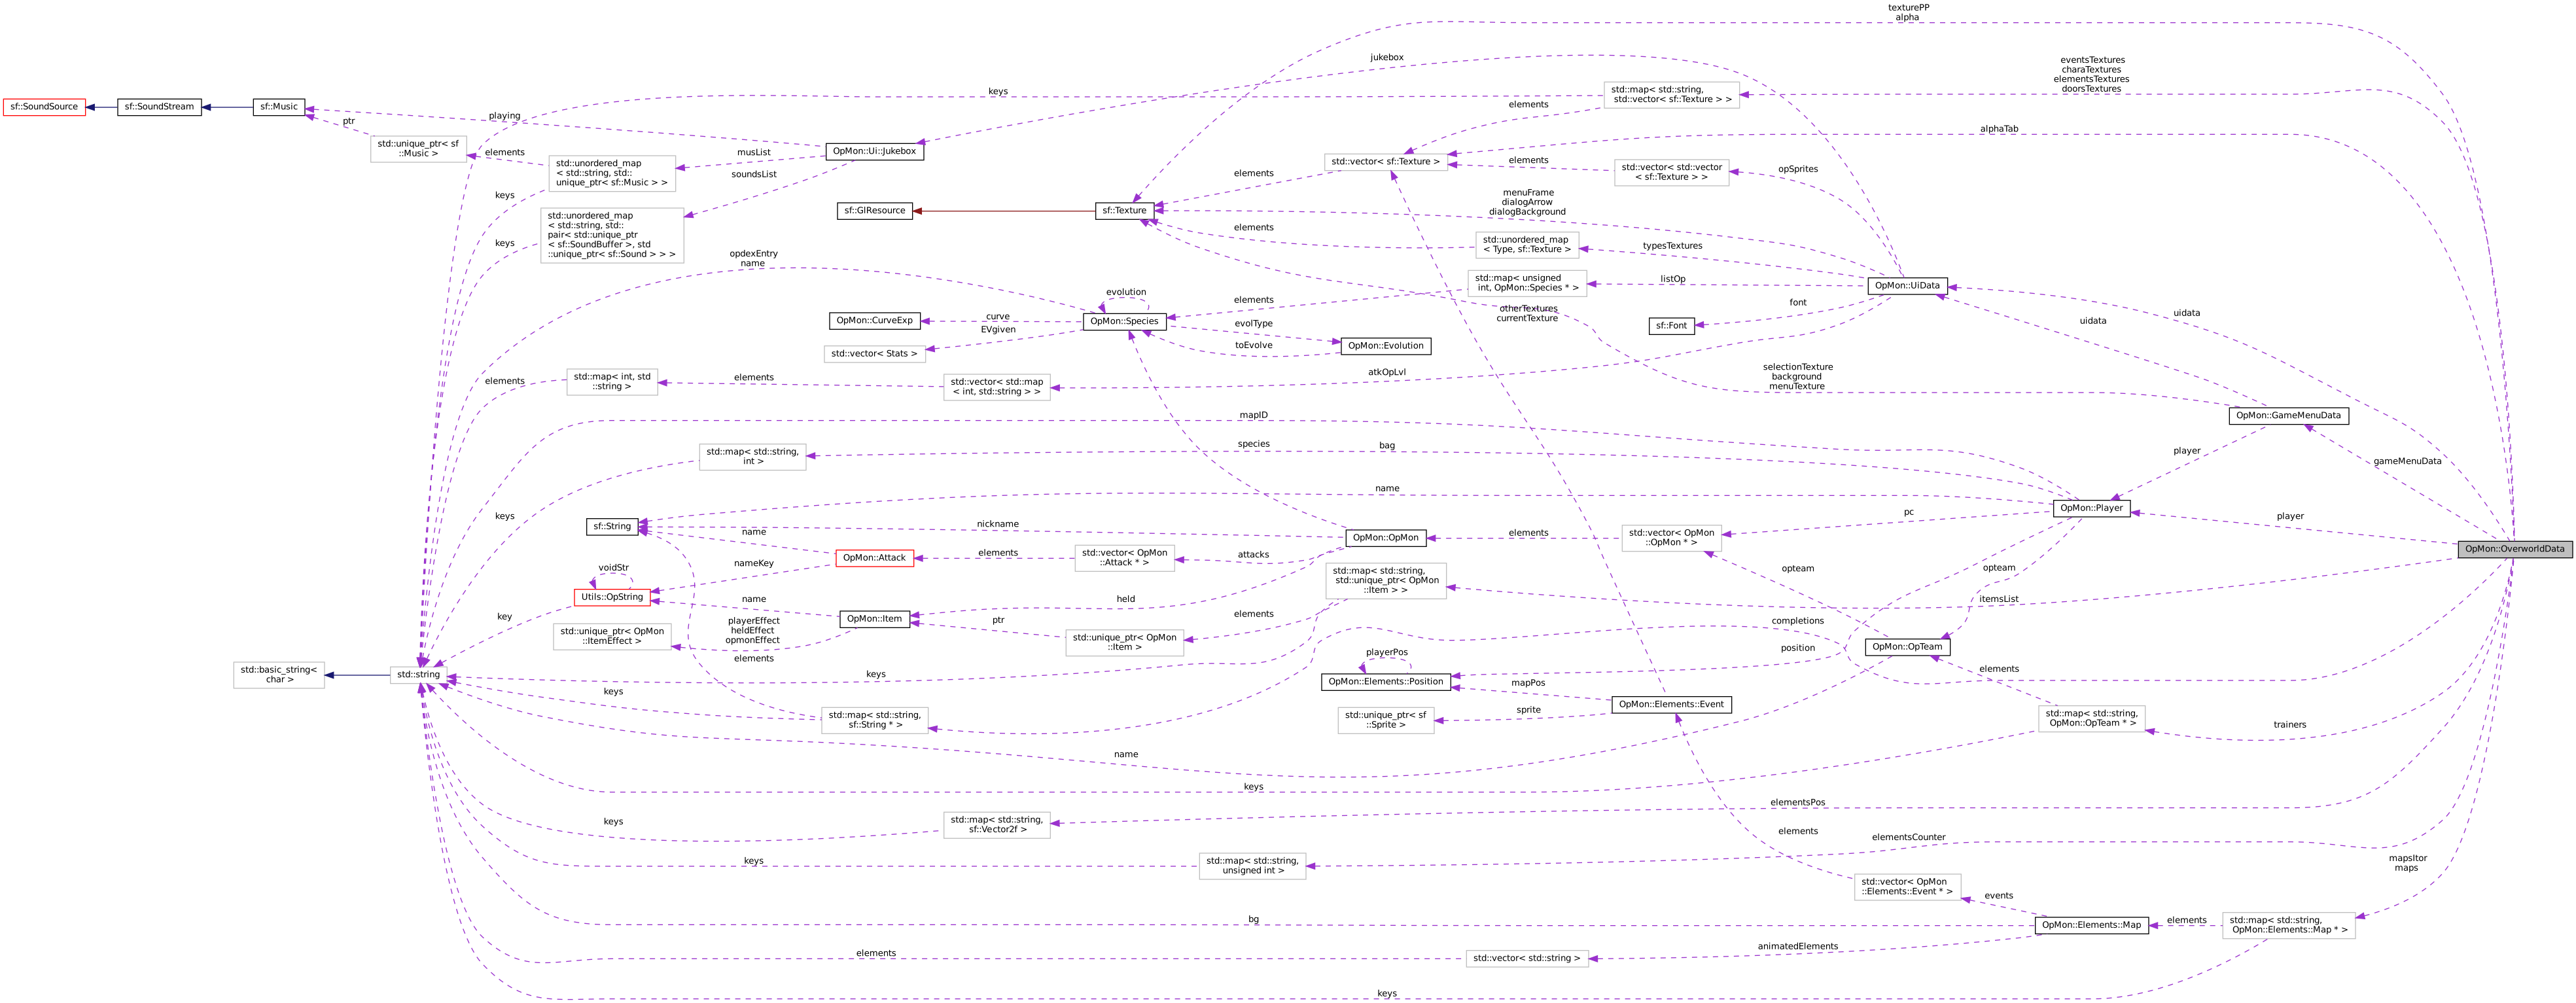 texturePP
alpha
jukebox
eventsTextures
charaTextures
elementsTextures
doorsTextures
keys
std::map< std::string,
std::vector< sf::Texture > >
elements
sf::SoundSource
sf::SoundStream
sf::Music
playing
ptr
alphaTab
std::unique_ptr< sf
::Music >
elements
std::unordered_map
< std::string, std::
unique_ptr< sf::Music > >
musList
OpMon::Ui::Jukebox
soundsList
std::vector< sf::Texture >
elements
std::vector< std::vector
< sf::Texture > >
opSprites
elements
keys
menuFrame
dialogArrow
dialogBackground
sf::GlResource
sf::Texture
std::unordered_map
< std::string, std::
pair< std::unique_ptr
< sf::SoundBuffer >, std
::unique_ptr< sf::Sound > > >
keys
elements
std::unordered_map
< Type, sf::Texture >
typesTextures
opdexEntry
name
evolution
std::map< unsigned
int, OpMon::Species * >
listOp
OpMon::UiData
elements
font
otherTextures
currentTexture
OpMon::CurveExp
curve
EVgiven
OpMon::Species
evolType
toEvolve
OpMon::Evolution
sf::Font
uidata
uidata
std::vector< Stats >
selectionTexture
background
menuTexture
atkOpLvl
elements
std::map< int, std
::string >
elements
std::vector< std::map
< int, std::string > >
mapID
OpMon::GameMenuData
species
bag
std::map< std::string,
int >
player
gameMenuData
name
keys
OpMon::Player
player
pc
sf::String
nickname
name
OpMon::OpMon
elements
std::vector< OpMon
::OpMon * >
OpMon::OverworldData
OpMon::Attack
elements
std::vector< OpMon
::Attack * >
attacks
nameKey
voidStr
opteam
opteam
std::map< std::string,
std::unique_ptr< OpMon
::Item > >
Utils::OpString
name
held
itemsList
key
OpMon::Item
ptr
elements
completions
playerEffect
heldEffect
opmonEffect
std::unique_ptr< OpMon
::ItemEffect >
std::unique_ptr< OpMon
::Item >
OpMon::OpTeam
position
playerPos
elements
std::basic_string<
char >
std::string
keys
OpMon::Elements::Position
mapPos
elements
keys
OpMon::Elements::Event
std::map< std::string,
sf::String * >
std::unique_ptr< sf
::Sprite >
sprite
std::map< std::string,
OpMon::OpTeam * >
trainers
name
keys
elementsPos
keys
std::map< std::string,
sf::Vector2f >
elements
elementsCounter
keys
std::map< std::string,
unsigned int >
mapsItor
maps
std::vector< OpMon
::Elements::Event * >
events
bg
OpMon::Elements::Map
elements
std::map< std::string,
OpMon::Elements::Map * >
animatedElements
elements
std::vector< std::string >
keys